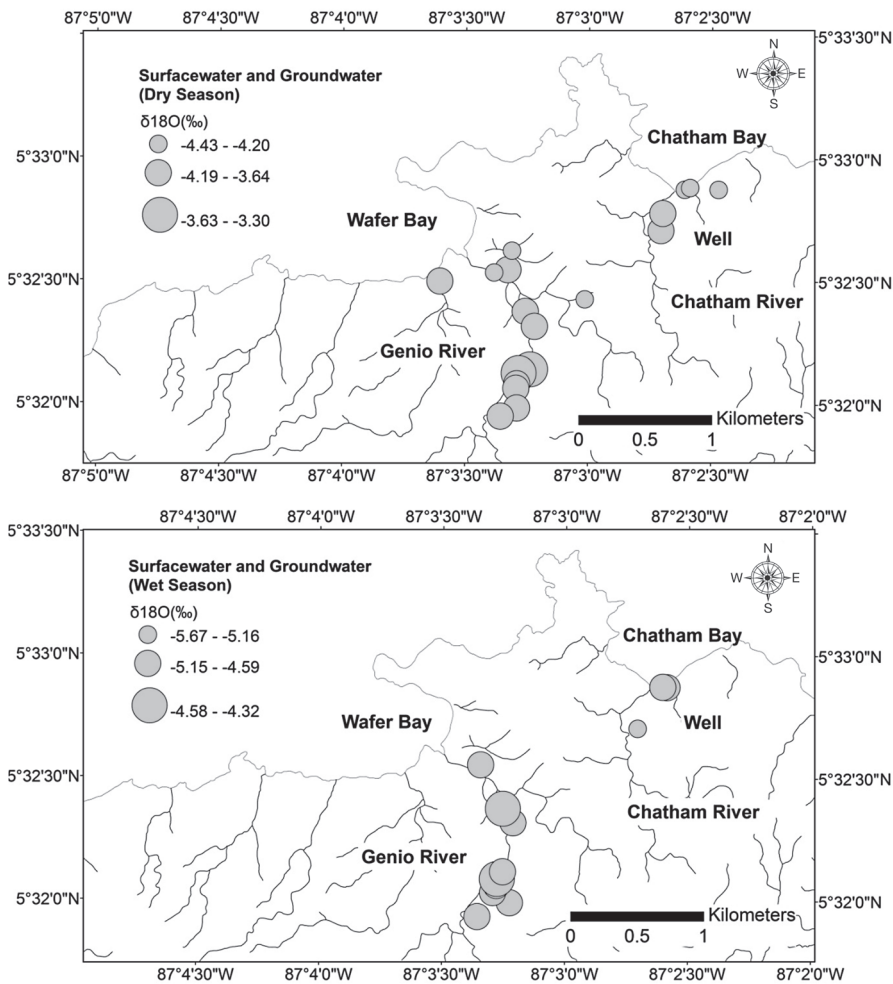 87°5'0"W 87°4'30"W 87°4'0"W 87°3'30"W 87°3'0"W 87°2'30"W
5°33'30"N
N
W E
S
Surfacewater and Groundwater
(Dry Season)
δ18O(‰)
-4.43 - -4.20
-4.19 - -3.64
-3.63 - -3.30
Chatham Bay
5°33'0"N 5°33'0"N
Wafer Bay
Well
5°32'30"N 5°32'30"N
Chatham River
Genio River
5°32'0"N 5°32'0"N
Kilometers
0 0.5 1
87°5'0"W 87°4'30"W 87°4'0"W 87°3'30"W 87°3'0"W 87°2'30"W
87°4'30"W 87°4'0"W 87°3'30"W 87°3'0"W 87°2'30"W 87°2'0"W
5°33'30"N 5°33'30"N
N
W E
S
Surfacewater and Groundwater
(Wet Season)
δ18O(‰)
-5.67 - -5.16
-5.15 - -4.59
-4.58 - -4.32
Chatham Bay
5°33'0"N 5°33'0"N
Wafer Bay Well
5°32'30"N 5°32'30"N
Chatham River
Genio River
5°32'0"N 5°32'0"N
Kilometers
0 0.5 1
87°4'30"W 87°4'0"W 87°3'30"W 87°3'0"W 87°2'30"W 87°2'0"W